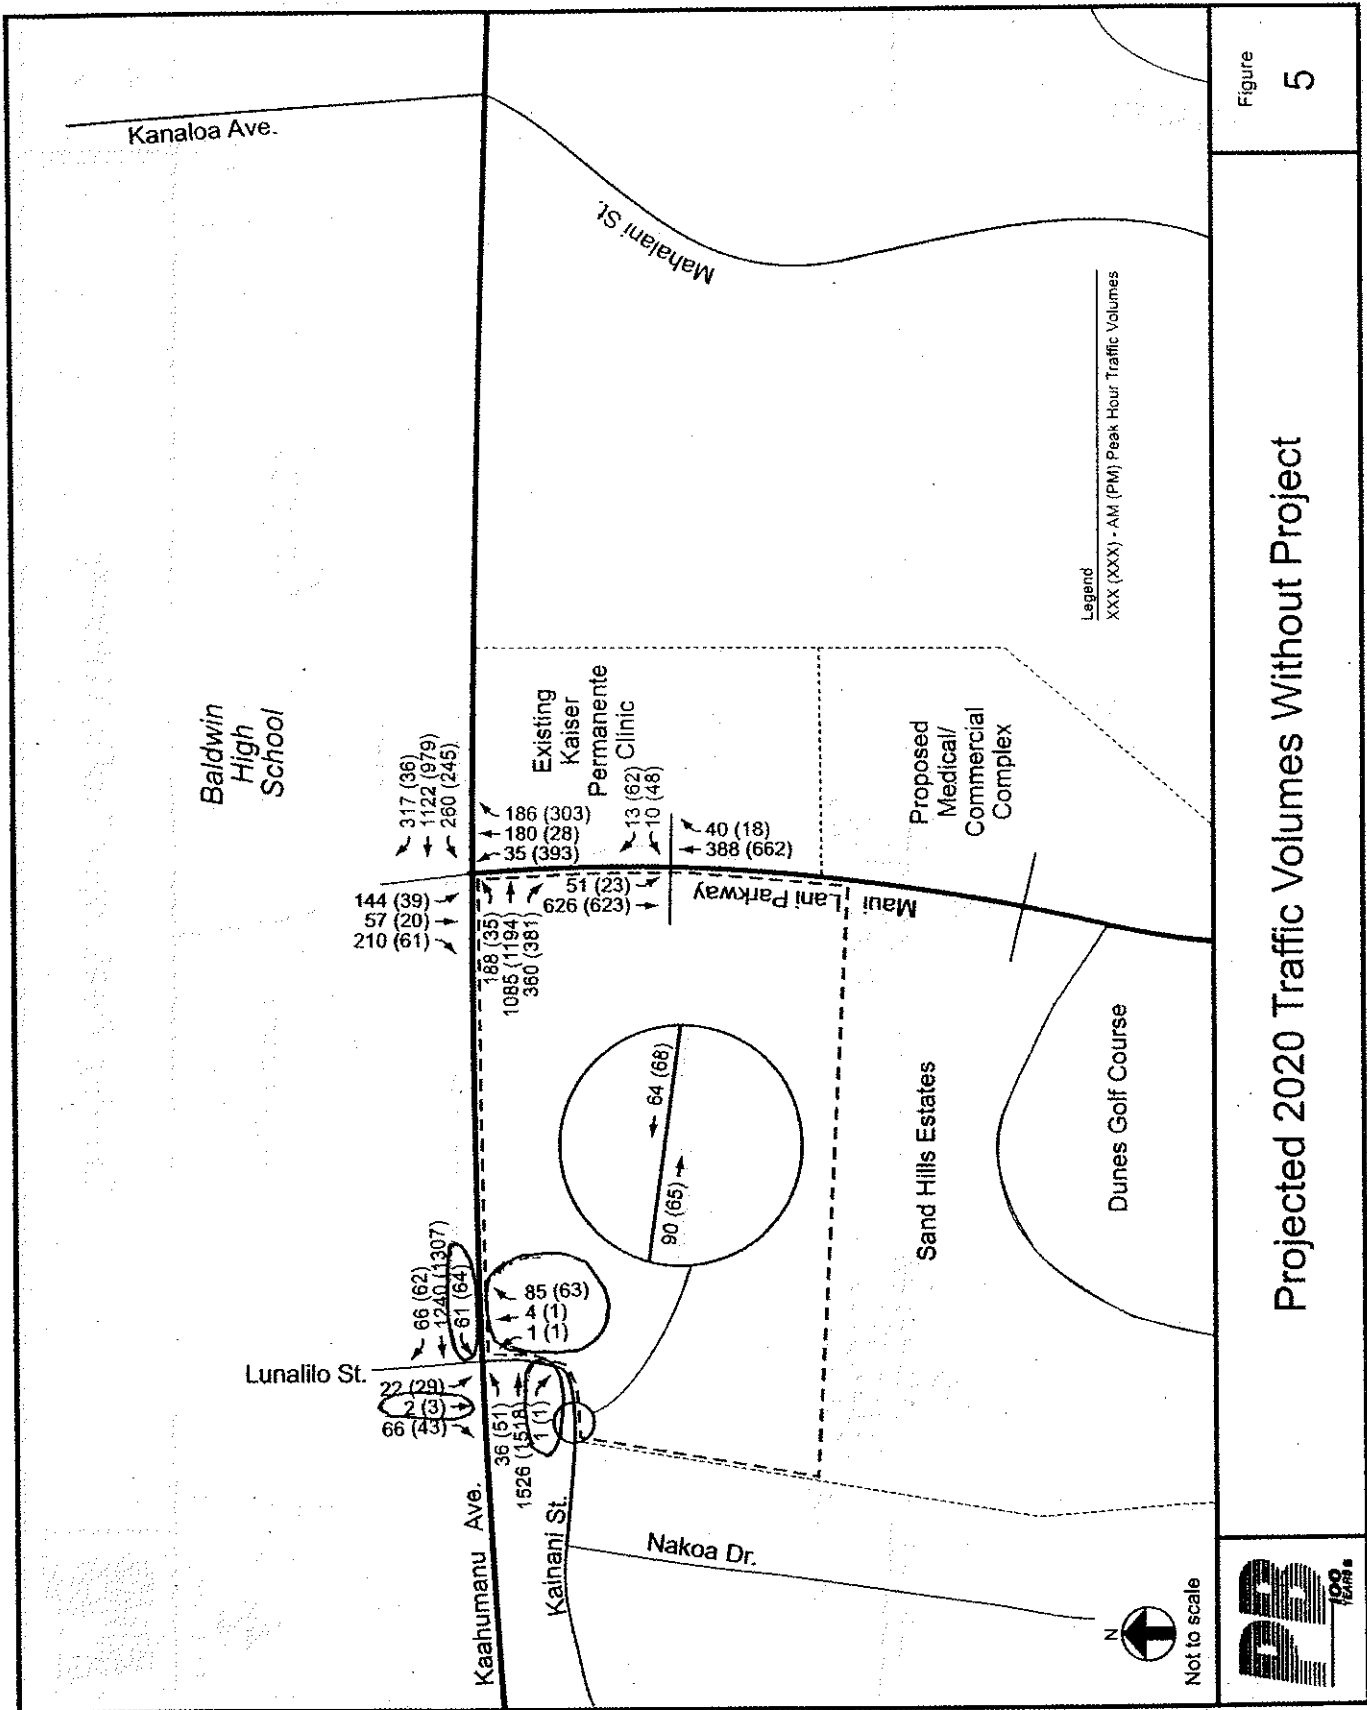 Kanaloa Ave.
Mahalani St.
Baldwin
High
School
317 (36)
1122 (979)
260 (245)
144 (39)
57 (20)
210 (61)
186 (303)
180 (28)
35 (393)
188 (35)
1085 (1194)
360 (381)
Existing
Kaiser
Permanente
Clinic
13 (62)
10 (48)
51 (23)
626 (623)
40 (18)
388 (662)
Maui
Lani Parkway
Proposed
Medical/
Commercial
Complex
Legend
XXX (XXX) - AM (PM) Peak Hour Traffic Volumes
64 (68)
90 (65)
Lunalilo St.
66 (62)
1240 (1307)
61 (64)
22 (29)
2 (3)
66 (43)
85 (63)
4 (1)
1 (1)
36 (51)
1526 (1518)
1 (1)
Kaahumanu Ave.
Kainani St.
Nakoa Dr.
Sand Hills Estates
Dunes Golf Course
N
Not to scale
PB
100
YEARS
Projected 2020 Traffic Volumes Without Project
Figure
5